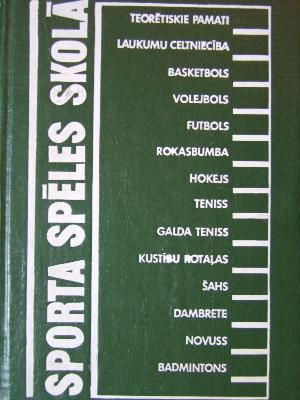 SPORTA SPĒLES SKOLĀ
TEORĒTISKIE PAMATI
LAUKUMU CELTNIECĪBA
BASKETBOLS
VOLEJBOLS
FUTBOLS
ROKASBUMBA
HOKEJS
TENISS
GALDA TENISS
KUSTĪBU ROTAĻAS
ŠAHS
DAMBRETE
NOVUSS
BADMINTONS